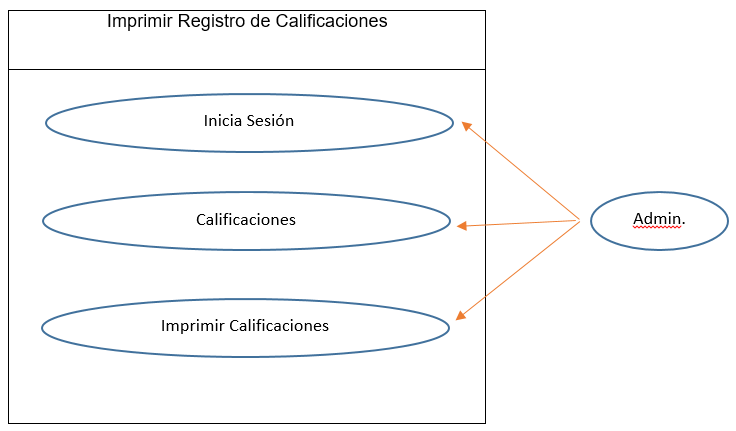 Imprimir Registro de Calificaciones
Inicia Sesión
Calificaciones
Admin.
Imprimir Calificaciones